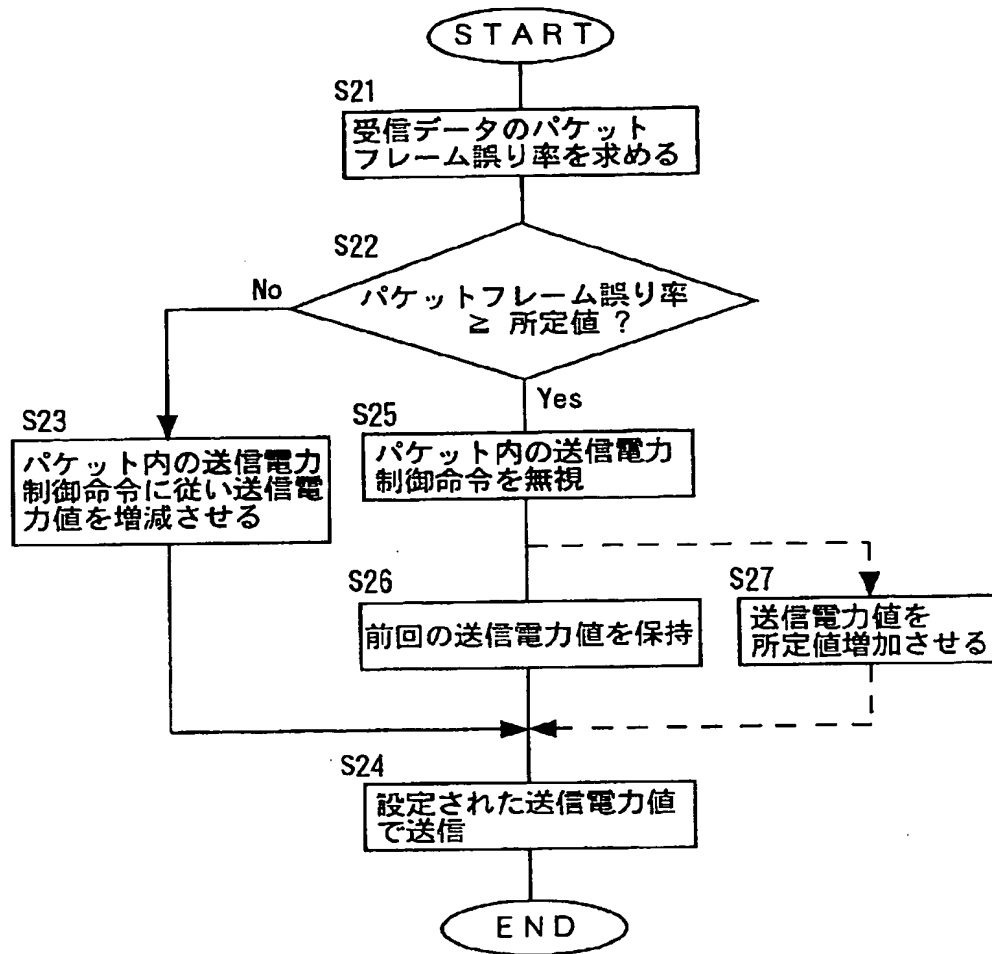 START
S21
受信データのパケット
フレーム誤り率を求める
S22
パケットフレーム誤り率
≧ 所定値 ?
No
Yes
S23
パケット内の送信電力
制御命令に従い送信電
力値を増減させる
S25
パケット内の送信電力
制御命令を無視
S26
前回の送信電力値を保持
S27
送信電力値を
所定値増加させる
S24
設定された送信電力値
で送信
END